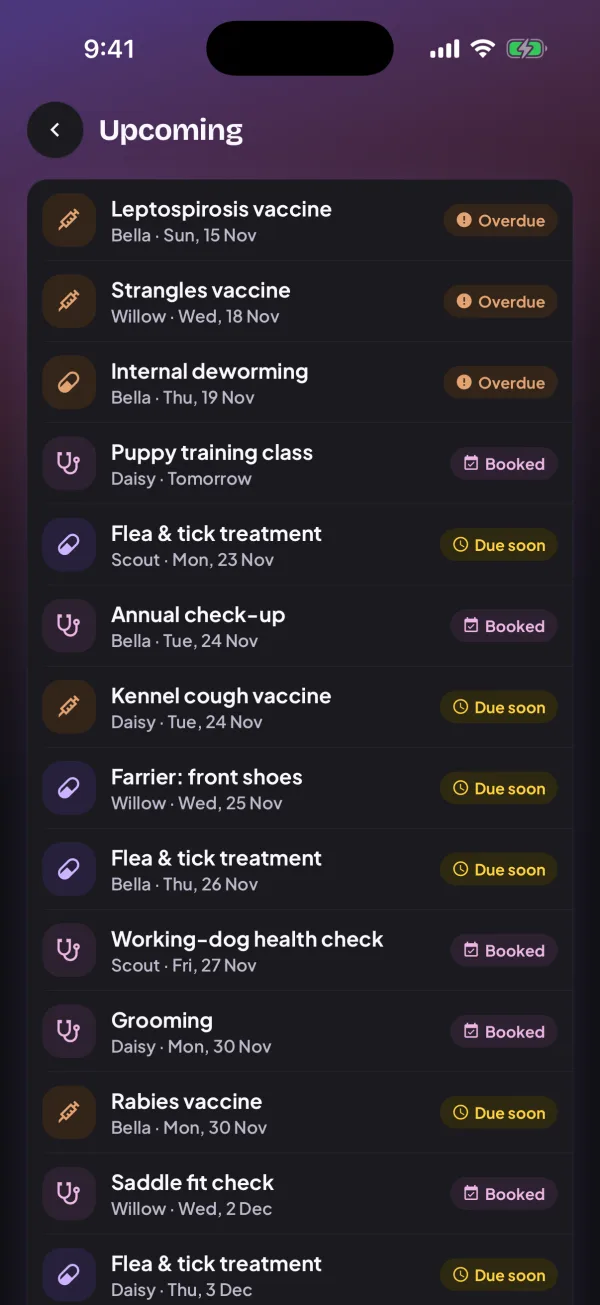 9:41
Upcoming
Leptospirosis vaccine
Bella · Sun, 15 Nov
Overdue
Strangles vaccine
Willow · Wed, 18 Nov
Overdue
Internal deworming
Bella · Thu, 19 Nov
Overdue
Puppy training class
Daisy · Tomorrow
Booked
Flea & tick treatment
Scout · Mon, 23 Nov
Due soon
Annual check-up
Bella · Tue, 24 Nov
Booked
Kennel cough vaccine
Daisy · Tue, 24 Nov
Due soon
Farrier: front shoes
Willow · Wed, 25 Nov
Due soon
Flea & tick treatment
Bella · Thu, 26 Nov
Due soon
Working-dog health check
Scout · Fri, 27 Nov
Booked
Grooming
Daisy · Mon, 30 Nov
Booked
Rabies vaccine
Bella · Mon, 30 Nov
Due soon
Saddle fit check
Willow · Wed, 2 Dec
Booked
Flea & tick treatment
Daisy · Thu, 3 Dec
Due soon